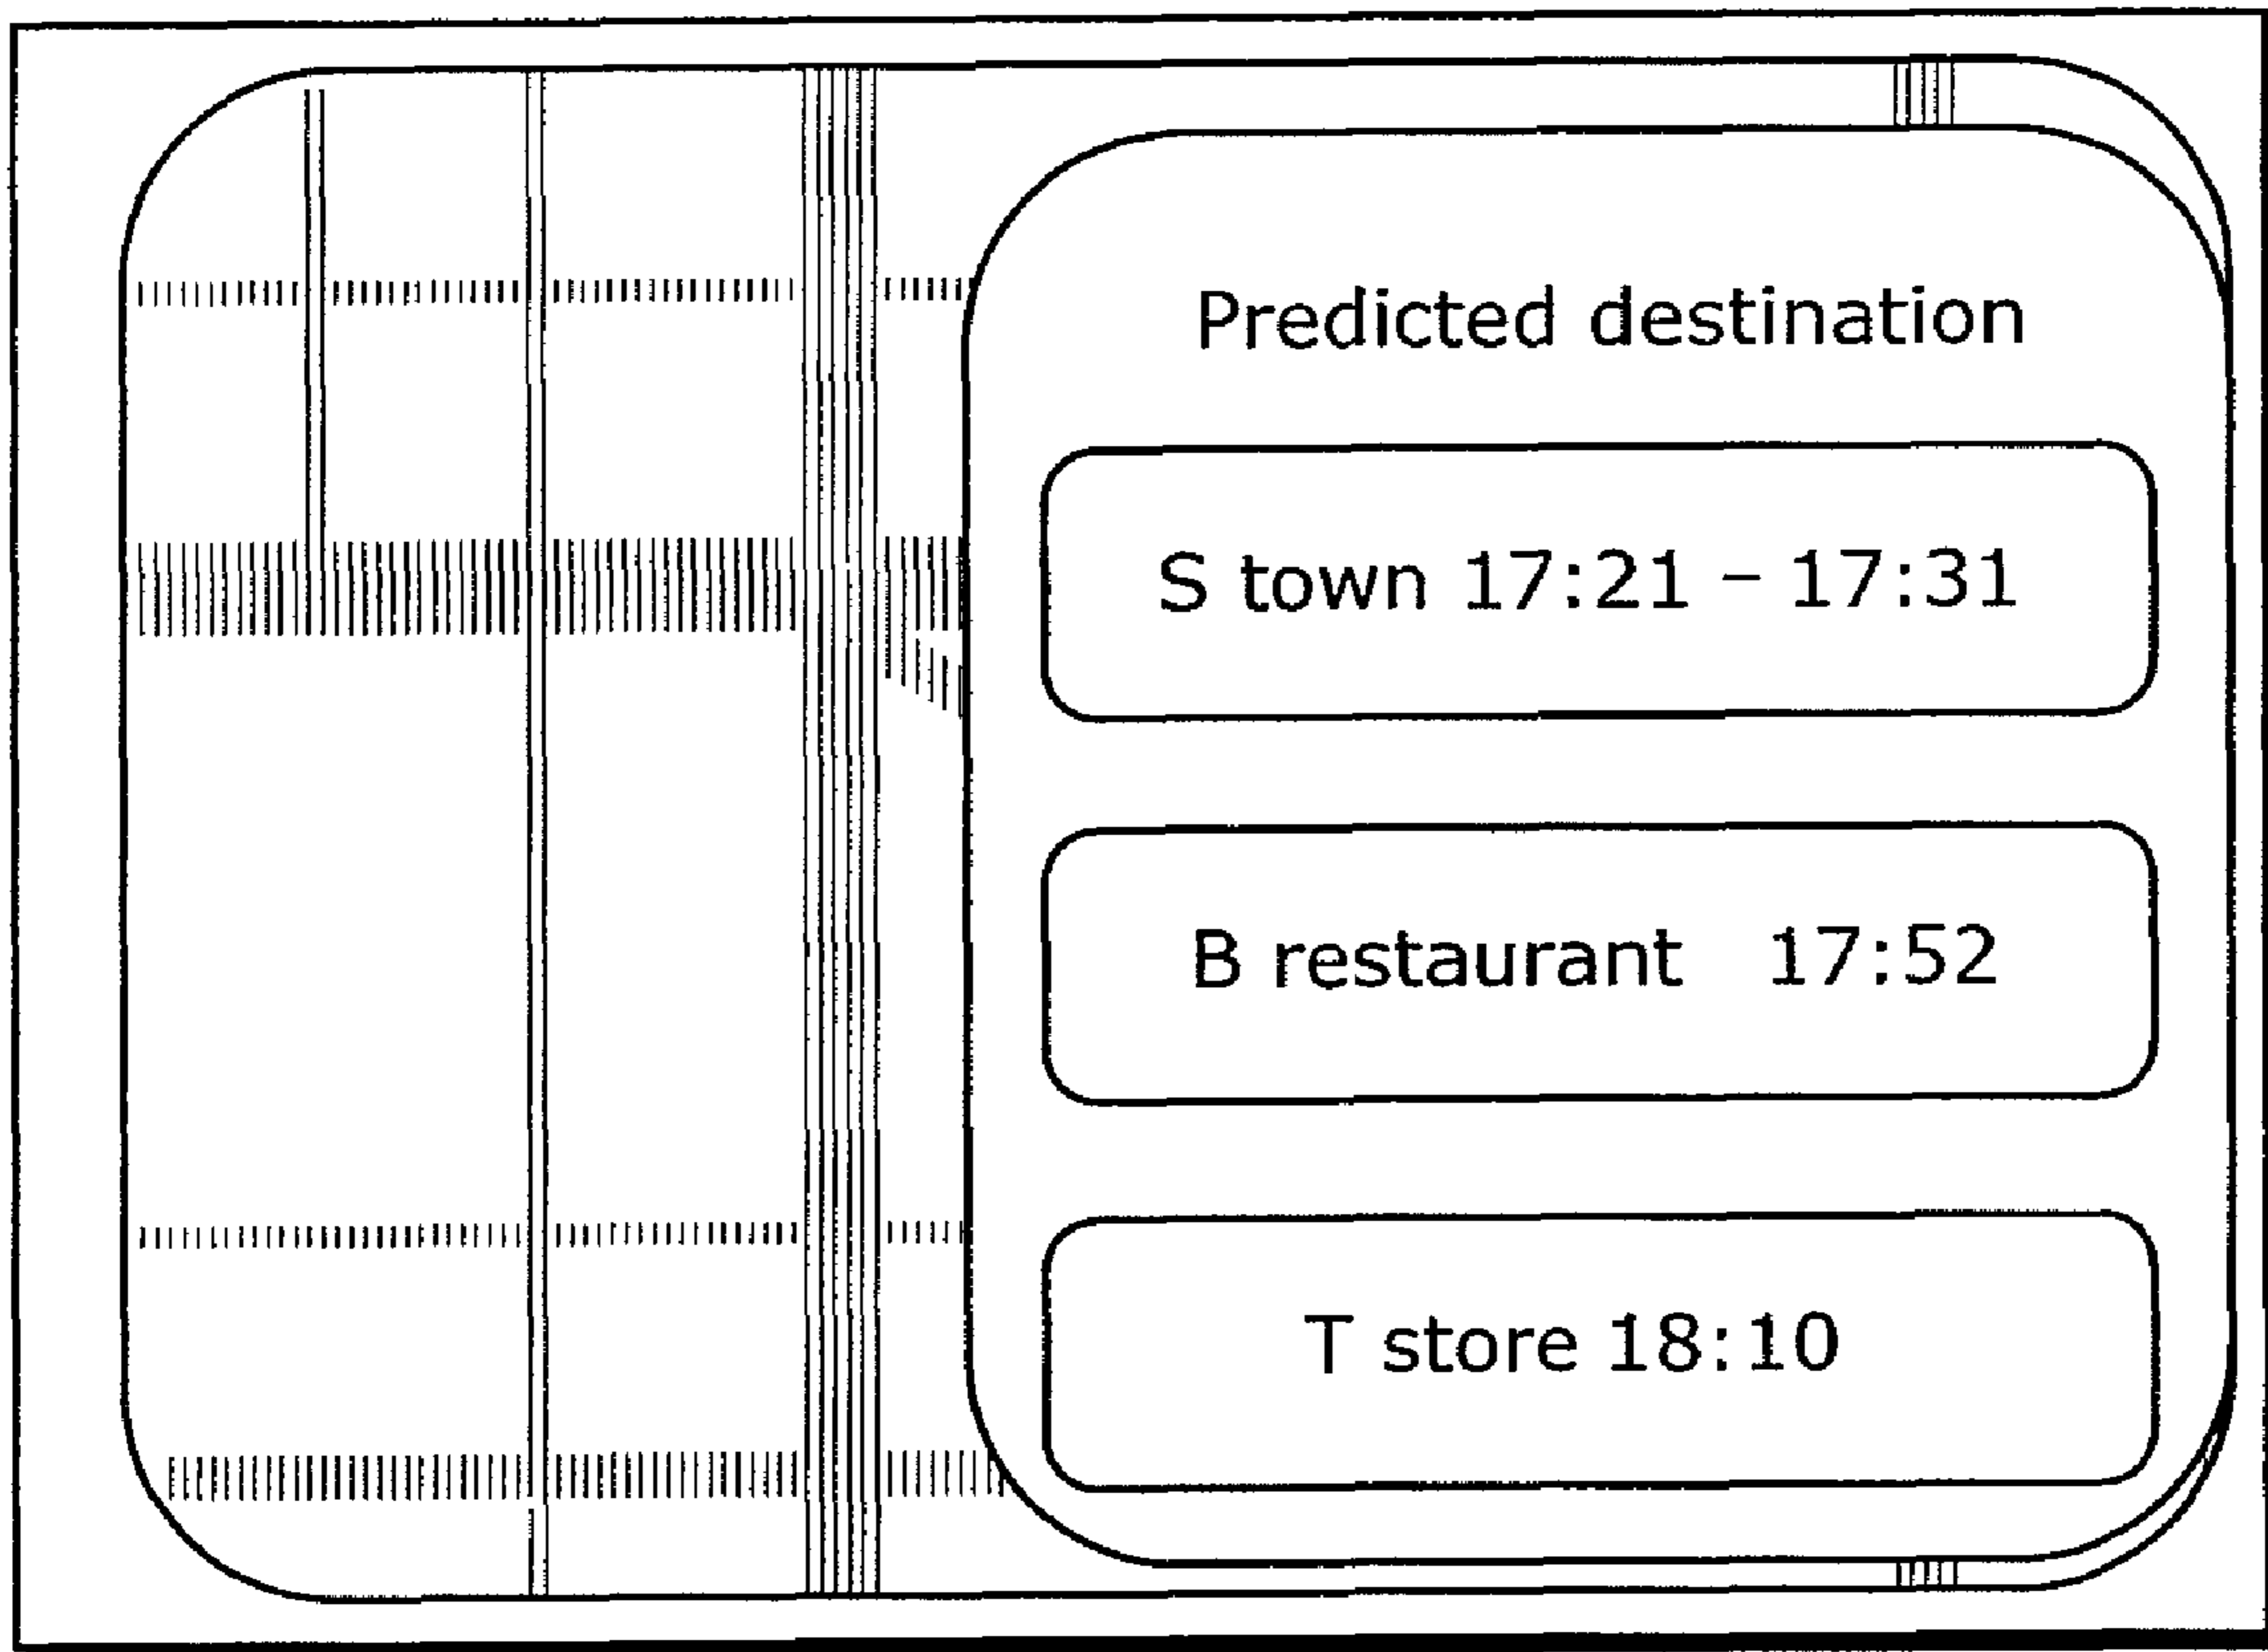 Predicted destination
S town 17:21 – 17:31
B restaurant 17:52
T store 18:10